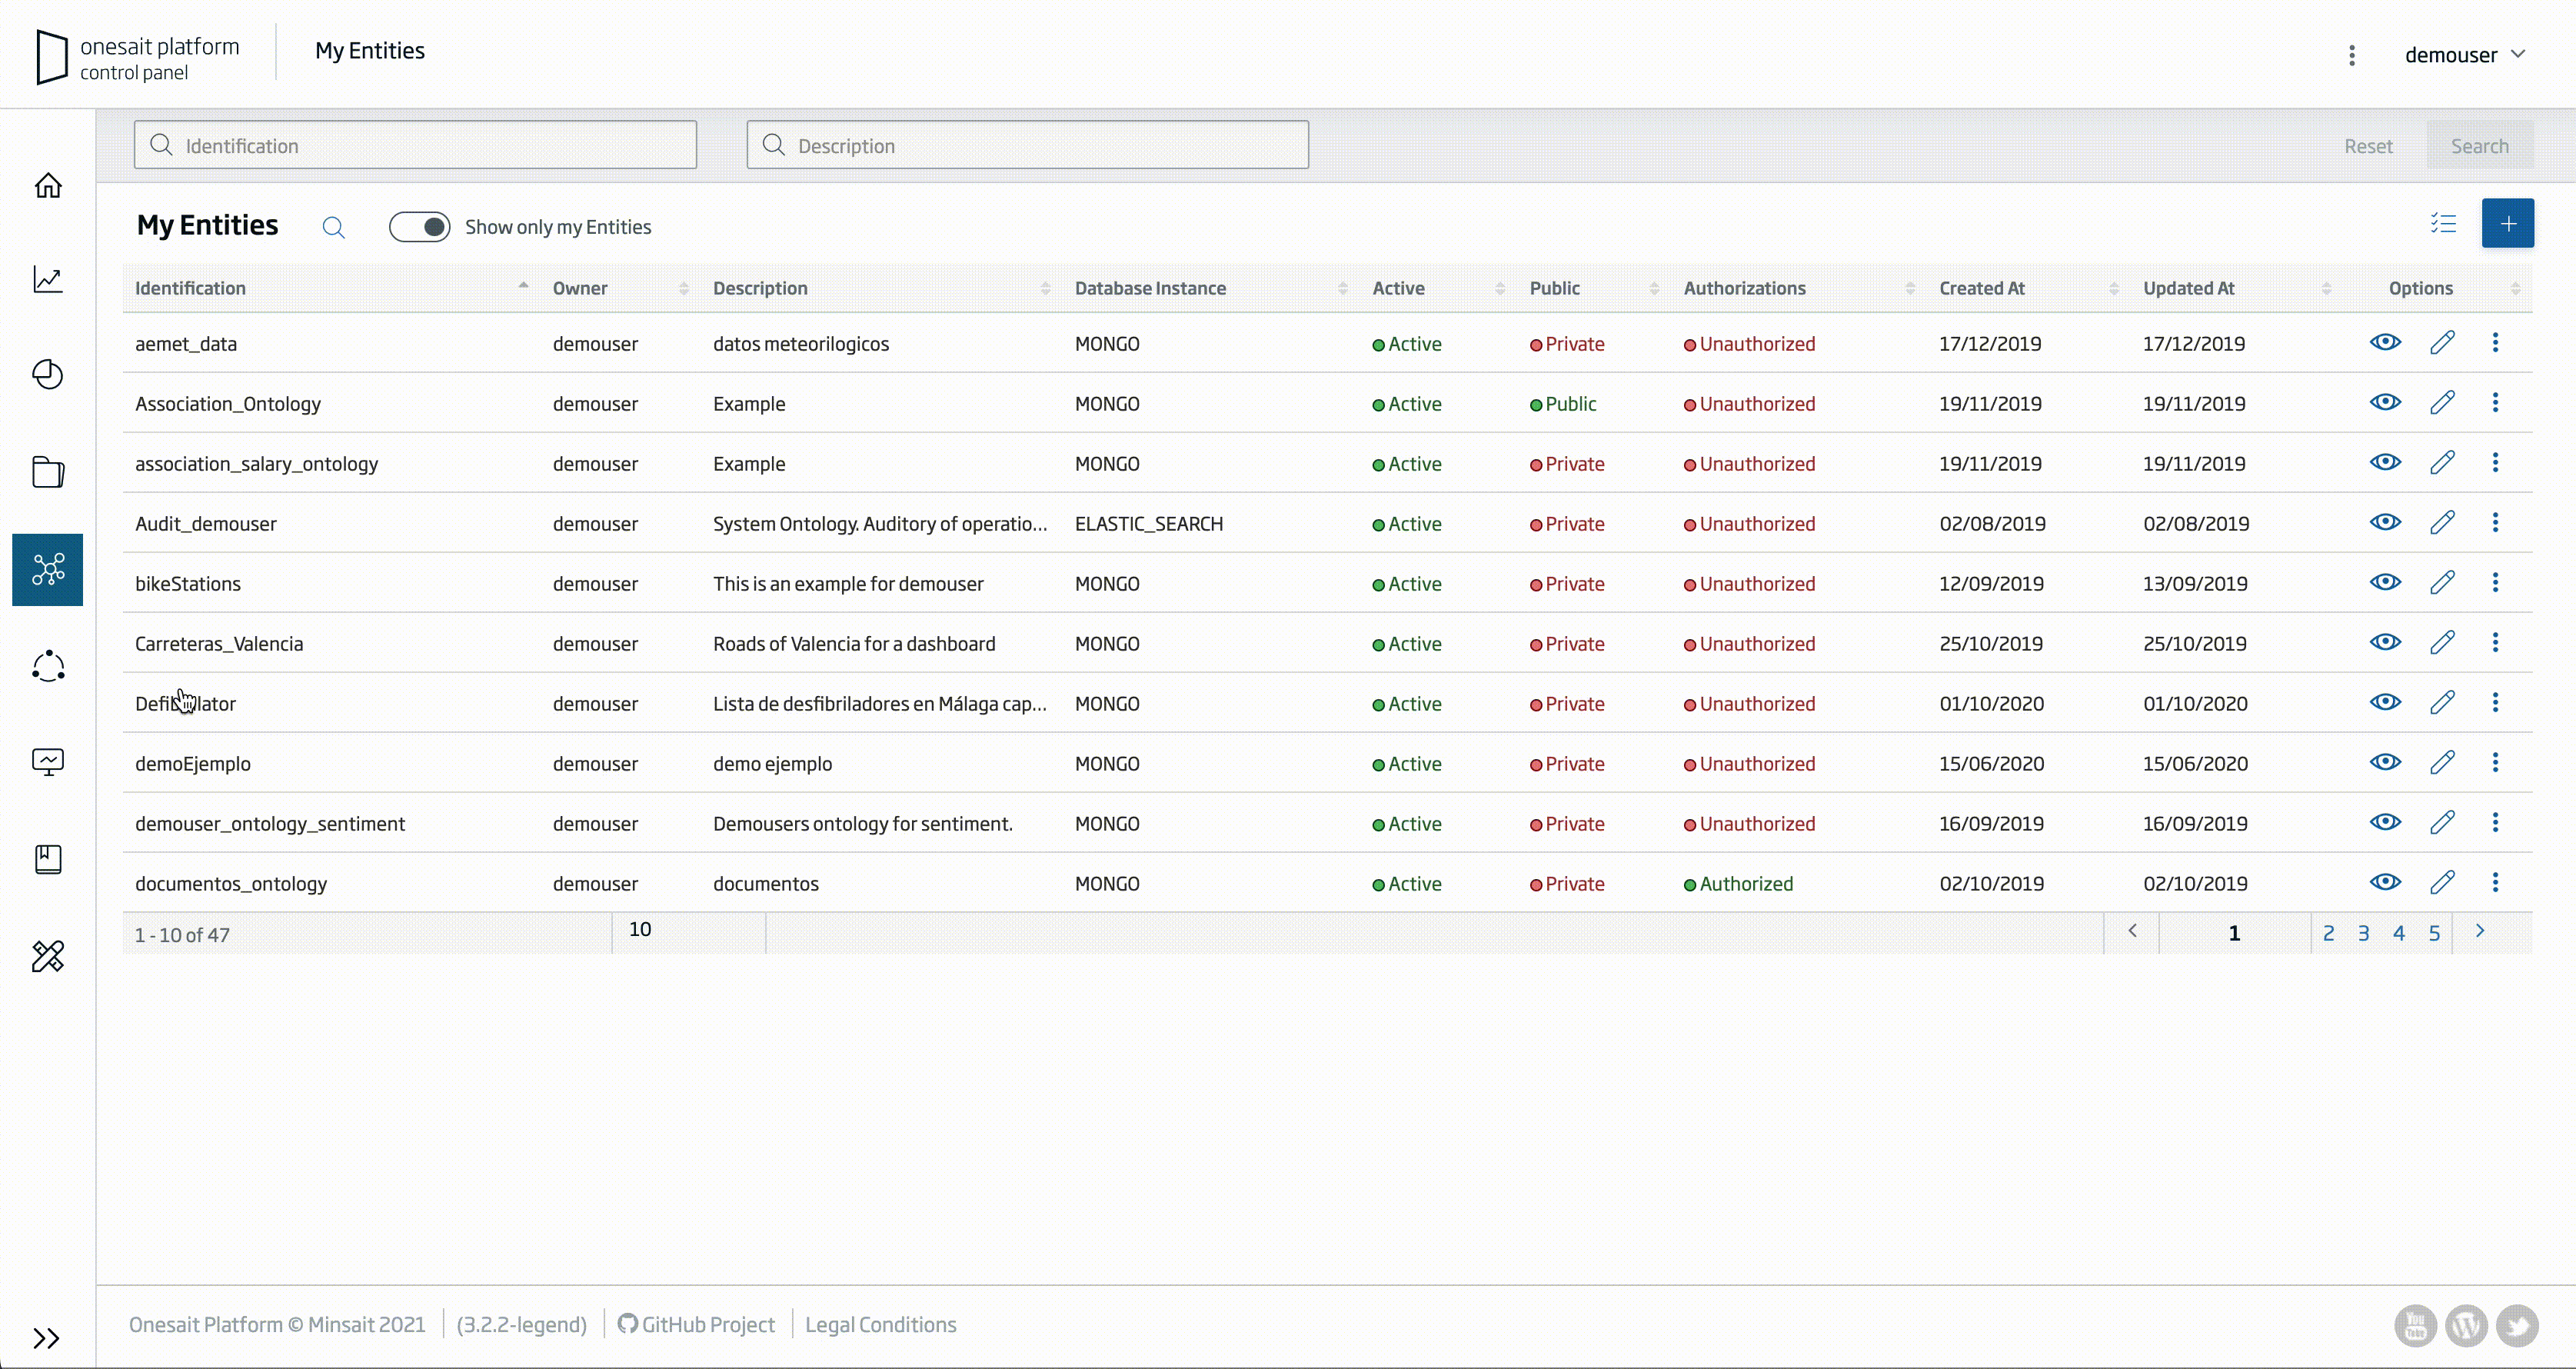 onesait platform
control panel
My Entities
demouser
Identification
Description
Reset
Search
My Entities
Show only my Entities
Identification Owner Description Database Instance Active Public Authorizations Created At Updated At Options
aemet_data demouser datos meteorilogicos MONGO Active Private Unauthorized 17/12/2019 17/12/2019
Association_Ontology demouser Example MONGO Active Public Unauthorized 19/11/2019 19/11/2019
association_salary_ontology demouser Example MONGO Active Private Unauthorized 19/11/2019 19/11/2019
Audit_demouser demouser System Ontology. Auditory of operatio... ELASTIC_SEARCH Active Private Unauthorized 02/08/2019 02/08/2019
bikeStations demouser This is an example for demouser MONGO Active Private Unauthorized 12/09/2019 13/09/2019
Carreteras_Valencia demouser Roads of Valencia for a dashboard MONGO Active Private Unauthorized 25/10/2019 25/10/2019
demouser Lista de desfibriladores en Málaga cap... MONGO Active Private Unauthorized 01/10/2020 01/10/2020
demoEjemplo demouser demo ejemplo MONGO Active Private Unauthorized 15/06/2020 15/06/2020
demouser_ontology_sentiment demouser Demousers ontology for sentiment. MONGO Active Private Unauthorized 16/09/2019 16/09/2019
documentos_ontology demouser documentos MONGO Active Private Authorized 02/10/2019 02/10/2019
1 - 10 of 47 10 1 2 3 4 5
Onesait Platform © Minsait 2021 (3.2.2-legend) GitHub Project Legal Conditions
You Tube